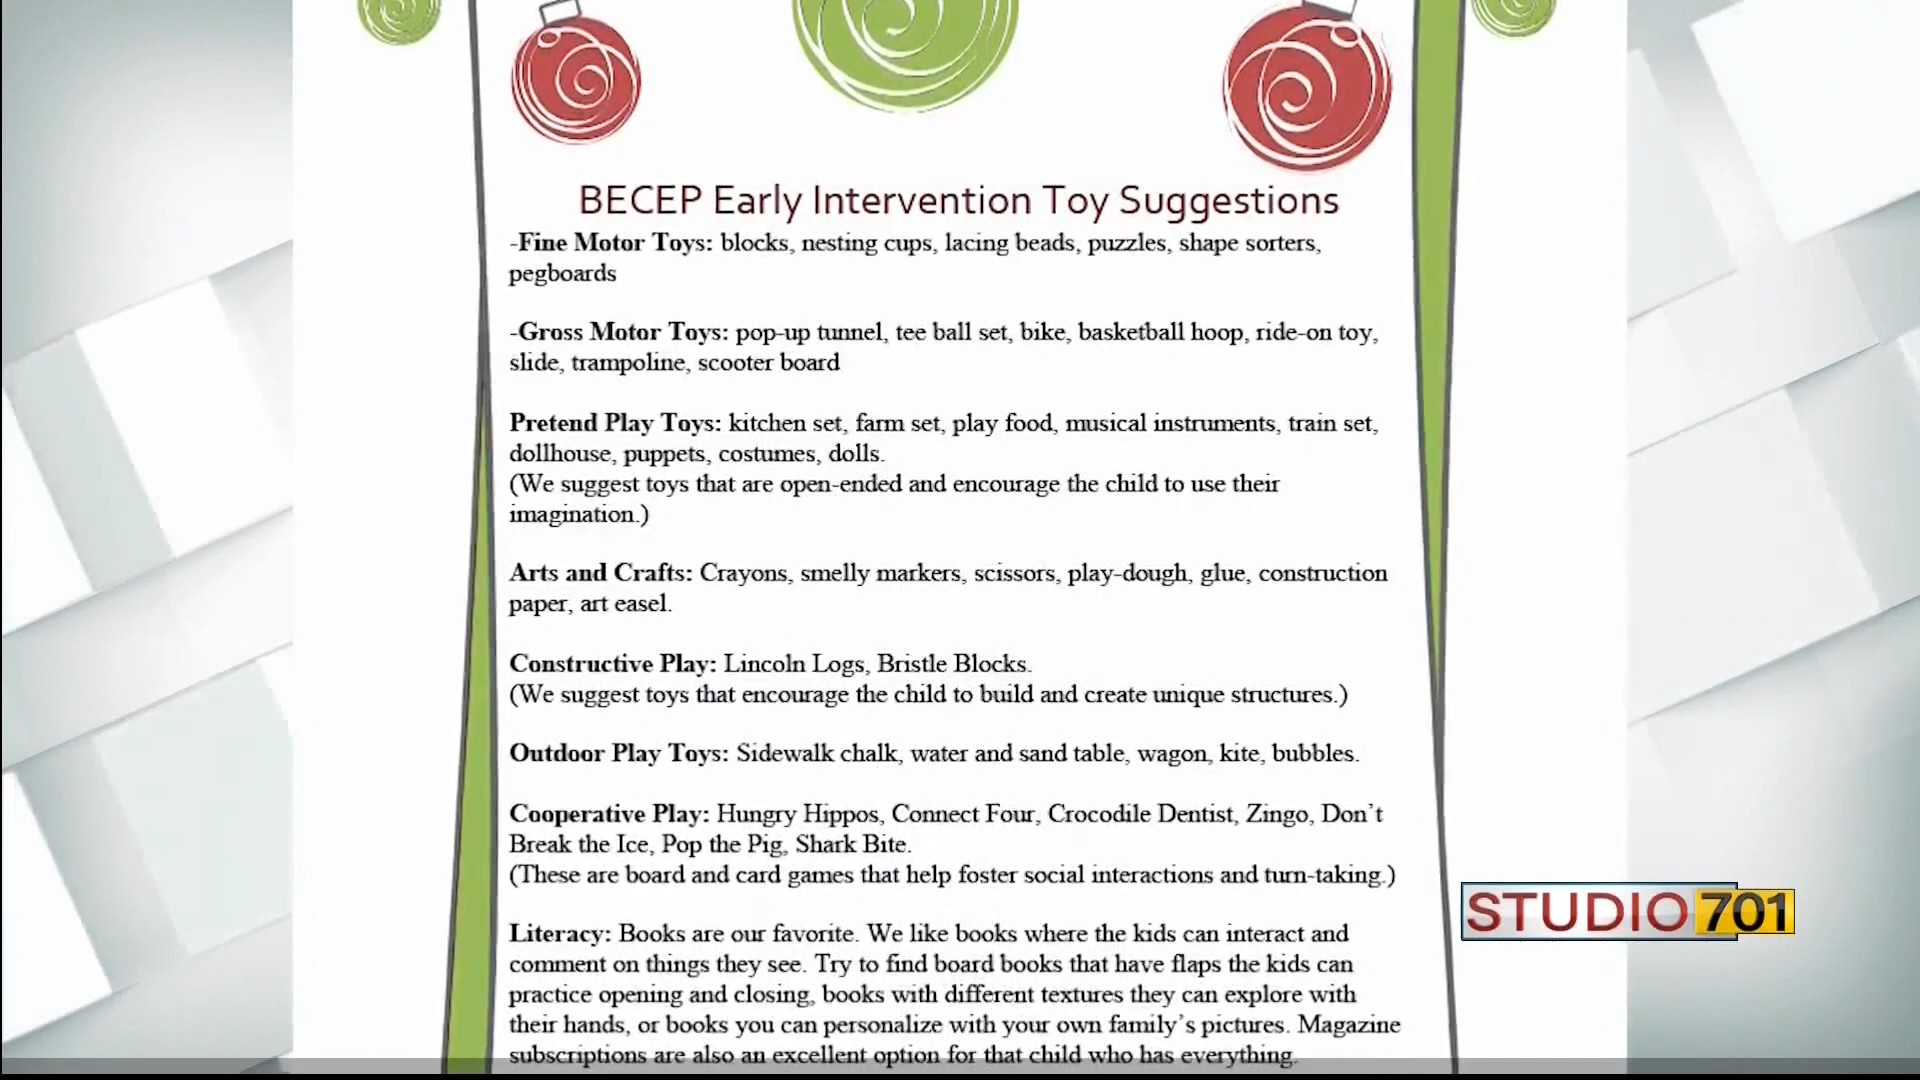 BECEP Early Intervention Toy Suggestions
-Fine Motor Toys: blocks, nesting cups, lacing beads, puzzles, shape sorters,
pegboards
-Gross Motor Toys: pop-up tunnel, tee ball set, bike, basketball hoop, ride-on toy,
slide, trampoline, scooter board
Pretend Play Toys: kitchen set, farm set, play food, musical instruments, train set,
dollhouse, puppets, costumes, dolls.
(We suggest toys that are open-ended and encourage the child to use their
imagination.)
Arts and Crafts: Crayons, smelly markers, scissors, play-dough, glue, construction
paper, art easel.
Constructive Play: Lincoln Logs, Bristle Blocks.
(We suggest toys that encourage the child to build and create unique structures.)
Outdoor Play Toys: Sidewalk chalk, water and sand table, wagon, kite, bubbles.
Cooperative Play: Hungry Hippos, Connect Four, Crocodile Dentist, Zingo, Don’t
Break the Ice, Pop the Pig, Shark Bite.
(These are board and card games that help foster social interactions and turn-taking.)
STUDIO 701
Literacy: Books are our favorite. We like books where the kids can interact and
comment on things they see. Try to find board books that have flaps the kids can
practice opening and closing, books with different textures they can explore with
their hands, or books you can personalize with your own family’s pictures. Magazine
subscriptions are also an excellent option for that child who has everything.